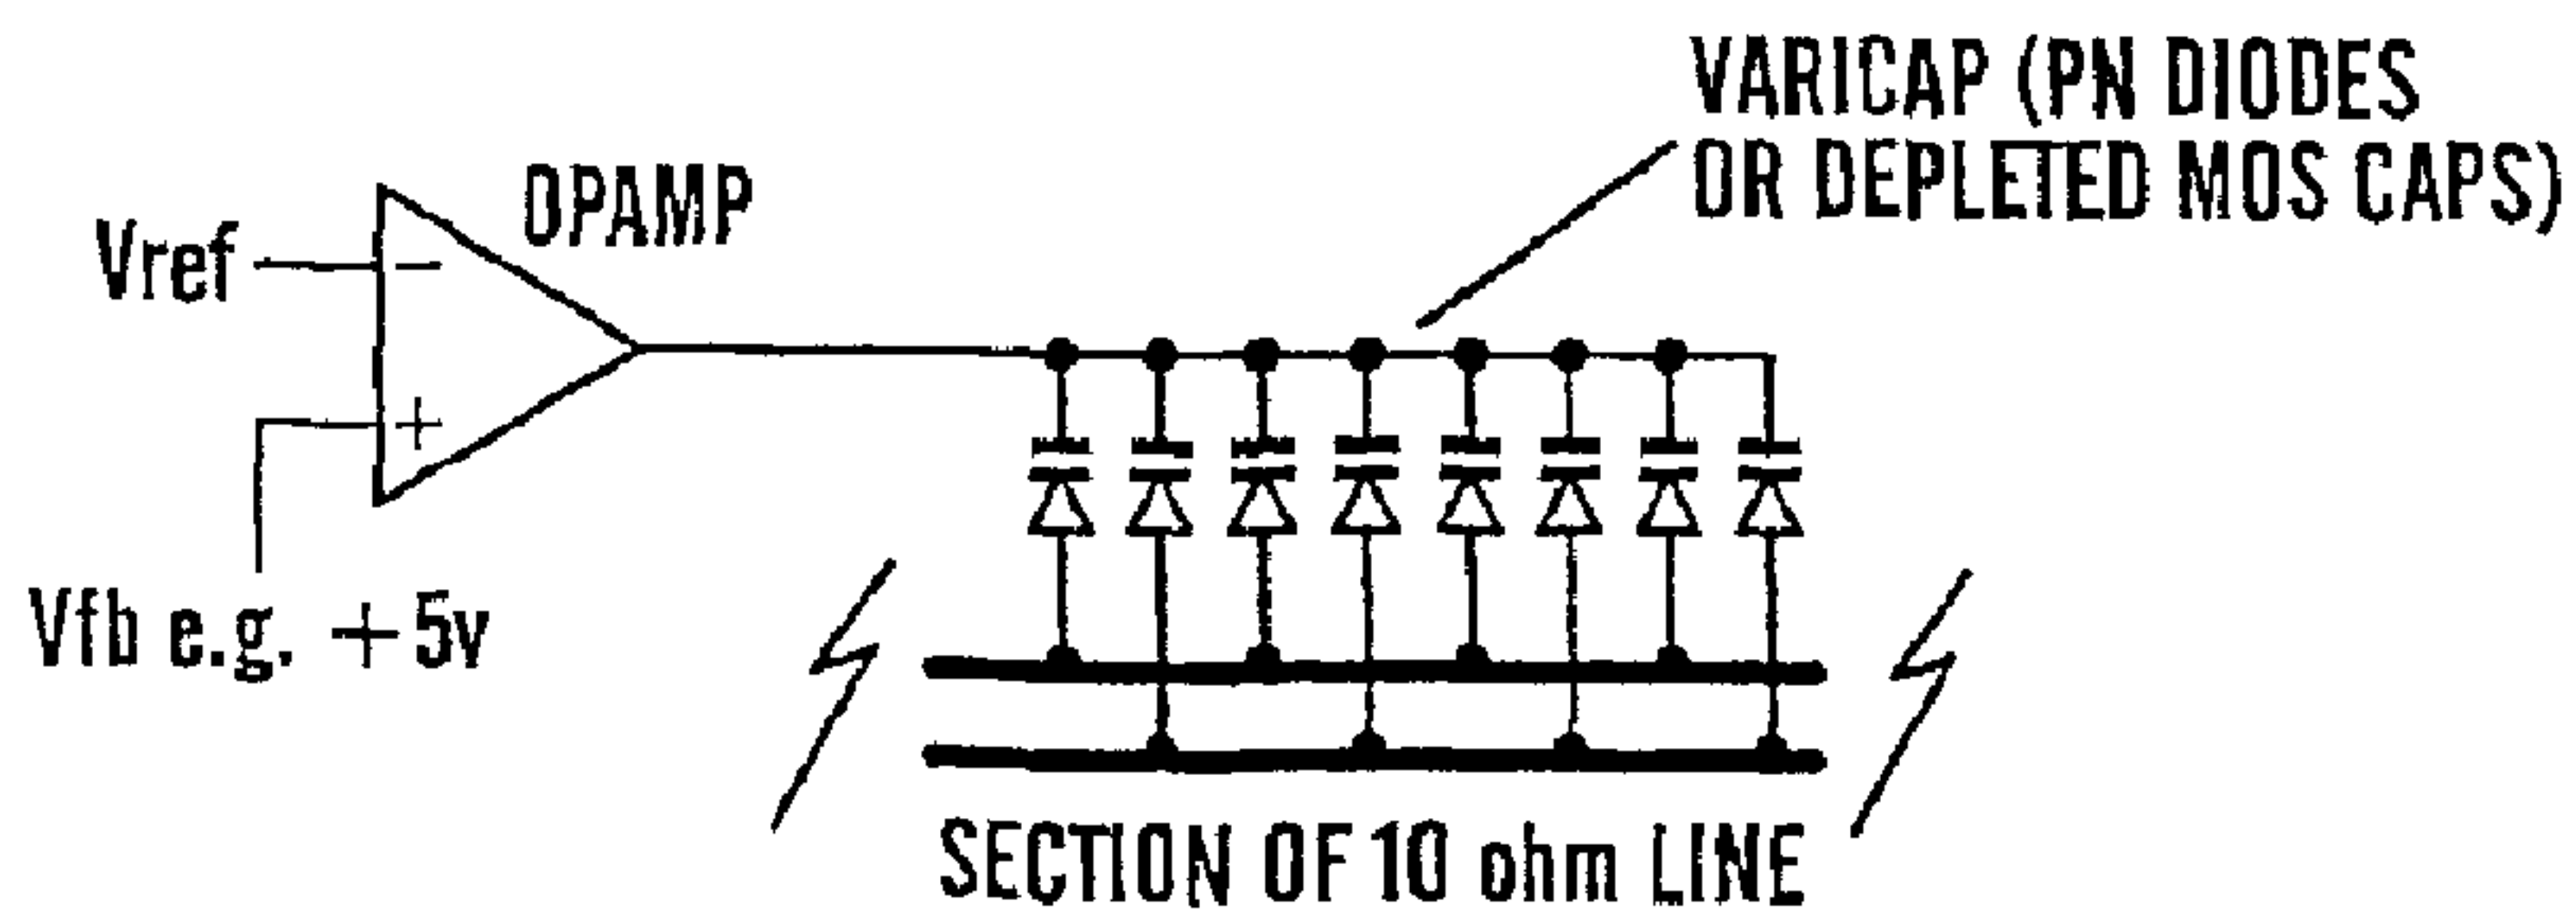 VARICAP (PN DIODES
OR DEPLETED MOS CAPS)
OPAMP
Vref
−
+
Vfb e.g. +5v
SECTION OF 10 ohm LINE